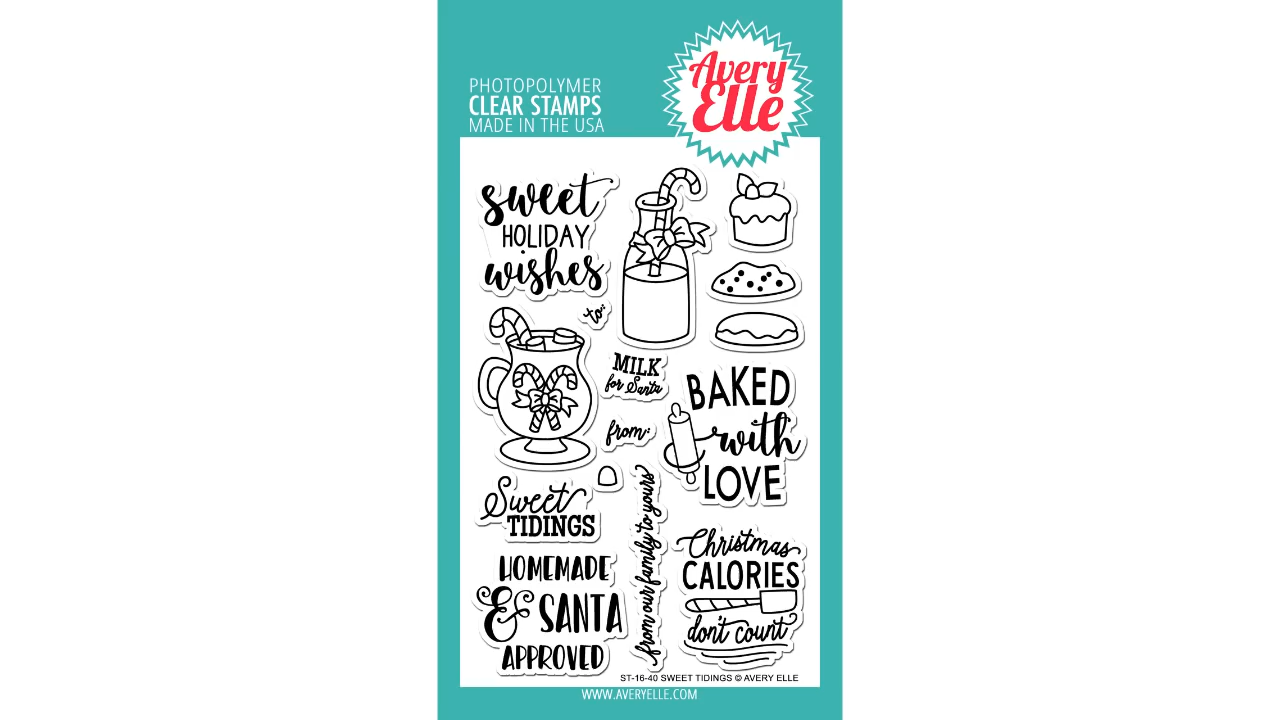 PHOTOPOLYMER
CLEAR STAMPS
MADE IN THE USA
Avery
Elle
sweet
HOLIDAY
wishes
to:
MILK
for Santa
from:
BAKED
with
LOVE
Sweet
TIDINGS
from our family to yours
HOMEMADE
& SANTA
APPROVED
Christmas
CALORIES
don't count
ST-16-40 SWEET TIDINGS © AVERY ELLE
WWW.AVERYELLE.COM